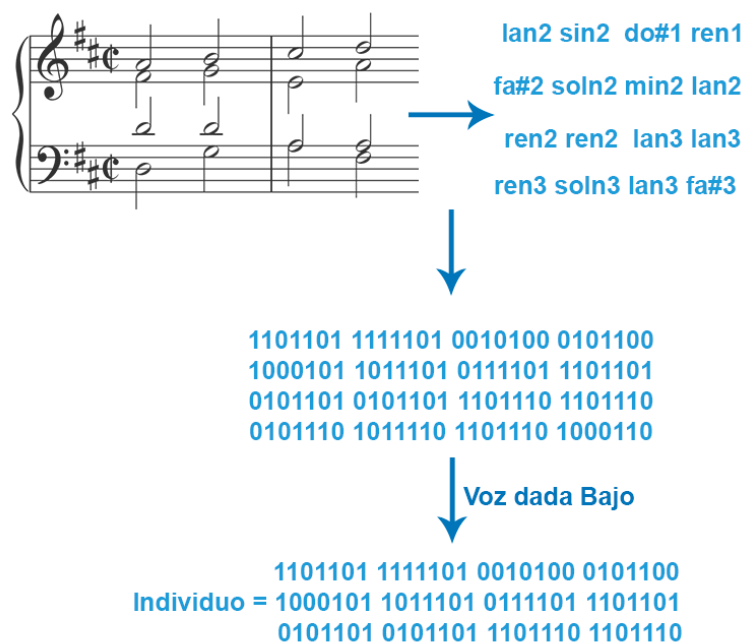 lan2 sin2 do#1 ren1
fa#2 soln2 min2 lan2
ren2 ren2 lan3 lan3
ren3 soln3 lan3 fa#3
1101101 1111101 0010100 0101100
1000101 1011101 0111101 1101101
0101101 0101101 1101110 1101110
0101110 1011110 1101110 1000110
Voz dada Bajo
1101101 1111101 0010100 0101100
Individuo = 1000101 1011101 0111101 1101101
0101101 0101101 1101110 1101110